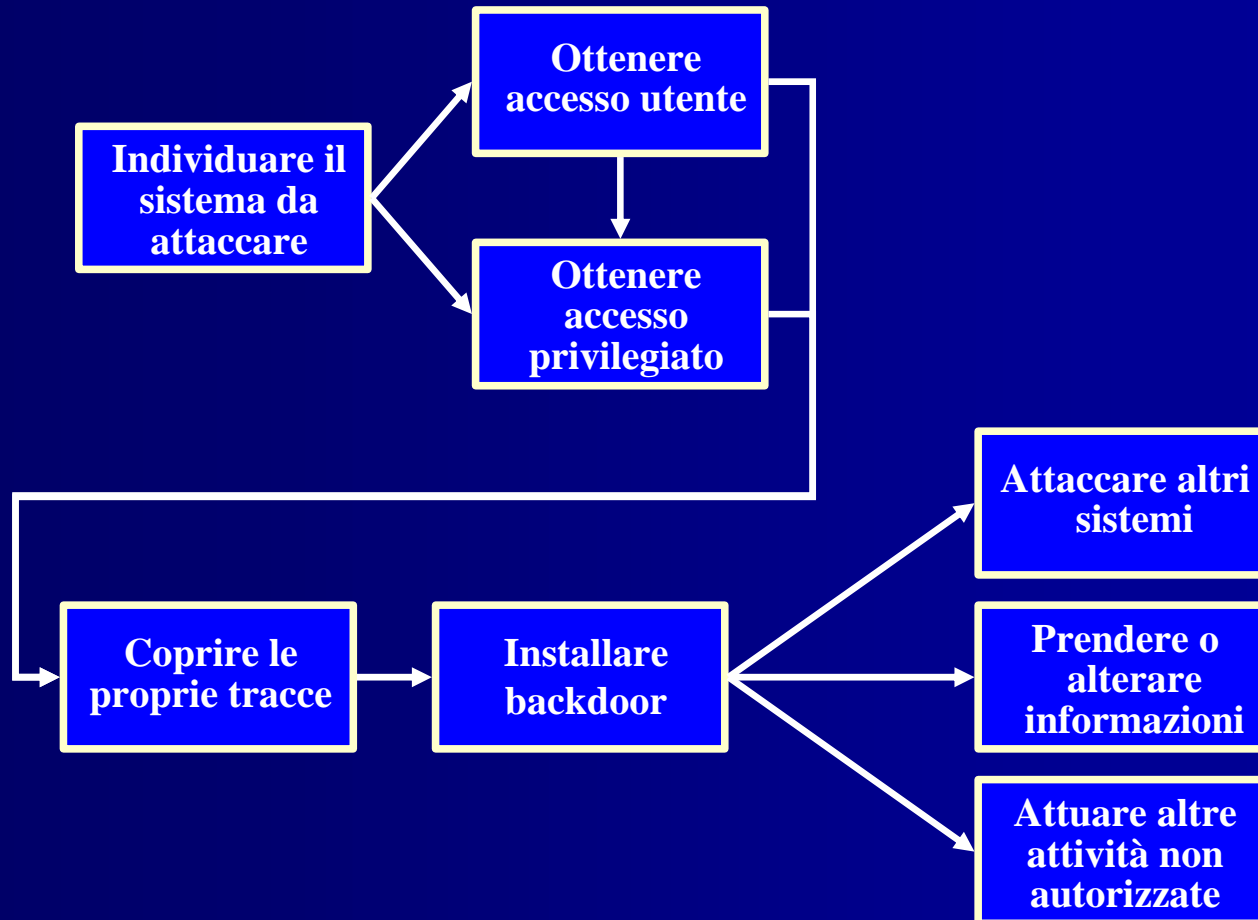 Ottenere
accesso utente
Individuare il
sistema da
attaccare
Ottenere
accesso
privilegiato
Attaccare altri
sistemi
Coprire le
proprie tracce
Installare
backdoor
Prendere o
alterare
informazioni
Attuare altre
attività non
autorizzate